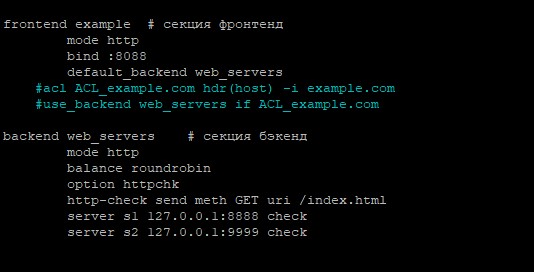 frontend example  # секция фронтенд
        mode http
        bind :8088
        default_backend web_servers
    #acl ACL_example.com hdr(host) -i example.com
    #use_backend web_servers if ACL_example.com
backend web_servers    # секция бэкенд
        mode http
        balance roundrobin
        option httpchk
        http-check send meth GET uri /index.html
        server s1 127.0.0.1:8888 check
        server s2 127.0.0.1:9999 check